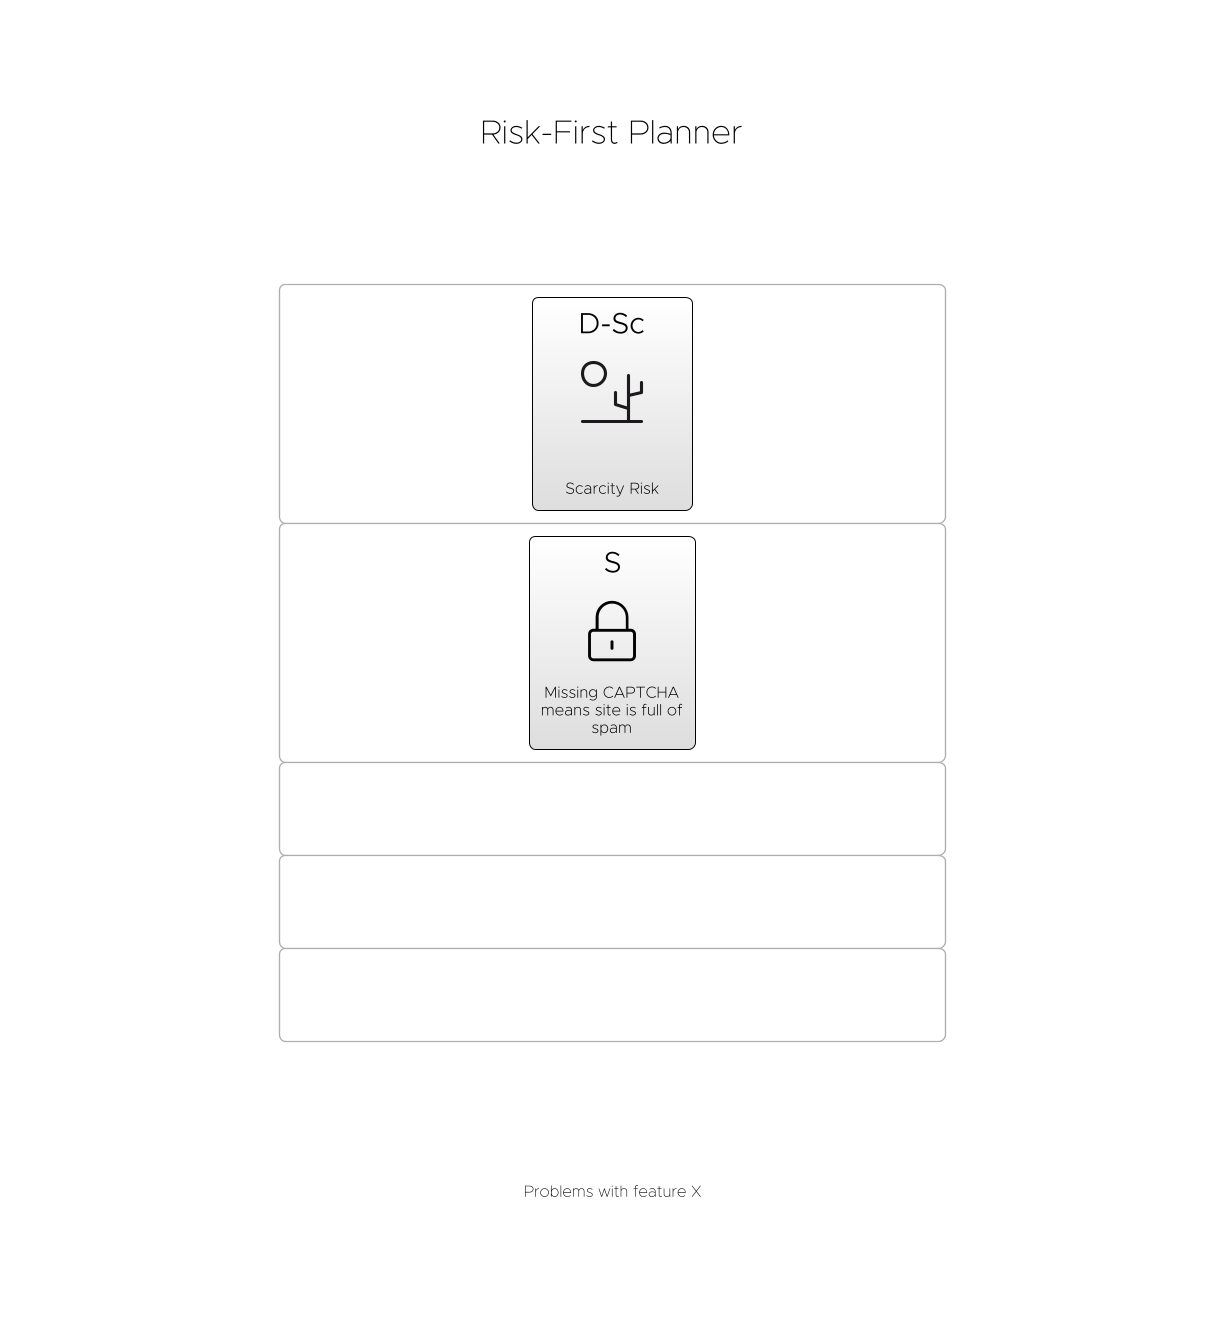 Risk-First Planner
D-Sc
Scarcity Risk
S
Missing CAPTCHA
means site is full of
spam
Problems with feature X